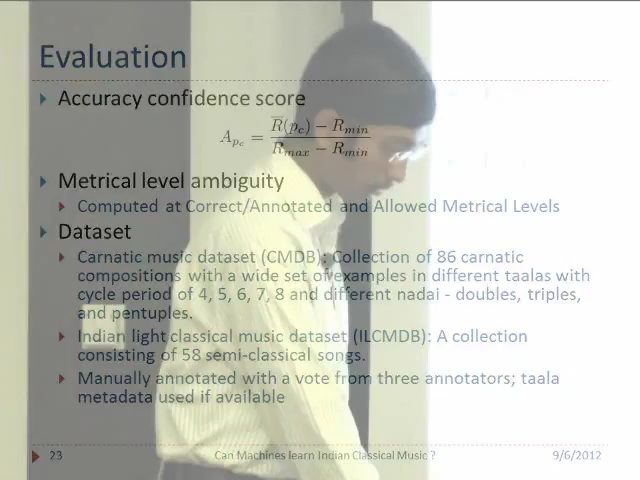 Evaluation
Accuracy confidence score
A_{p_c} = \frac{\overline{R}(p_c) - R_{min}}{R_{max} - R_{min}}
Metrical level ambiguity
Computed at Correct/Annotated and Allowed Metrical Levels
Dataset
Carnatic music dataset (CMDB): Collection of 86 carnatic
compositions with a wide set of examples in different taalas with
cycle period of 4, 5, 6, 7, 8 and different nadai - doubles, triples,
and pentuples.
Indian light classical music dataset (ILCMDB): A collection
consisting of 58 semi-classical songs.
Manually annotated with a vote from three annotators; taala
metadata used if available
23 Can Machines learn Indian Classical Music ? 9/6/2012